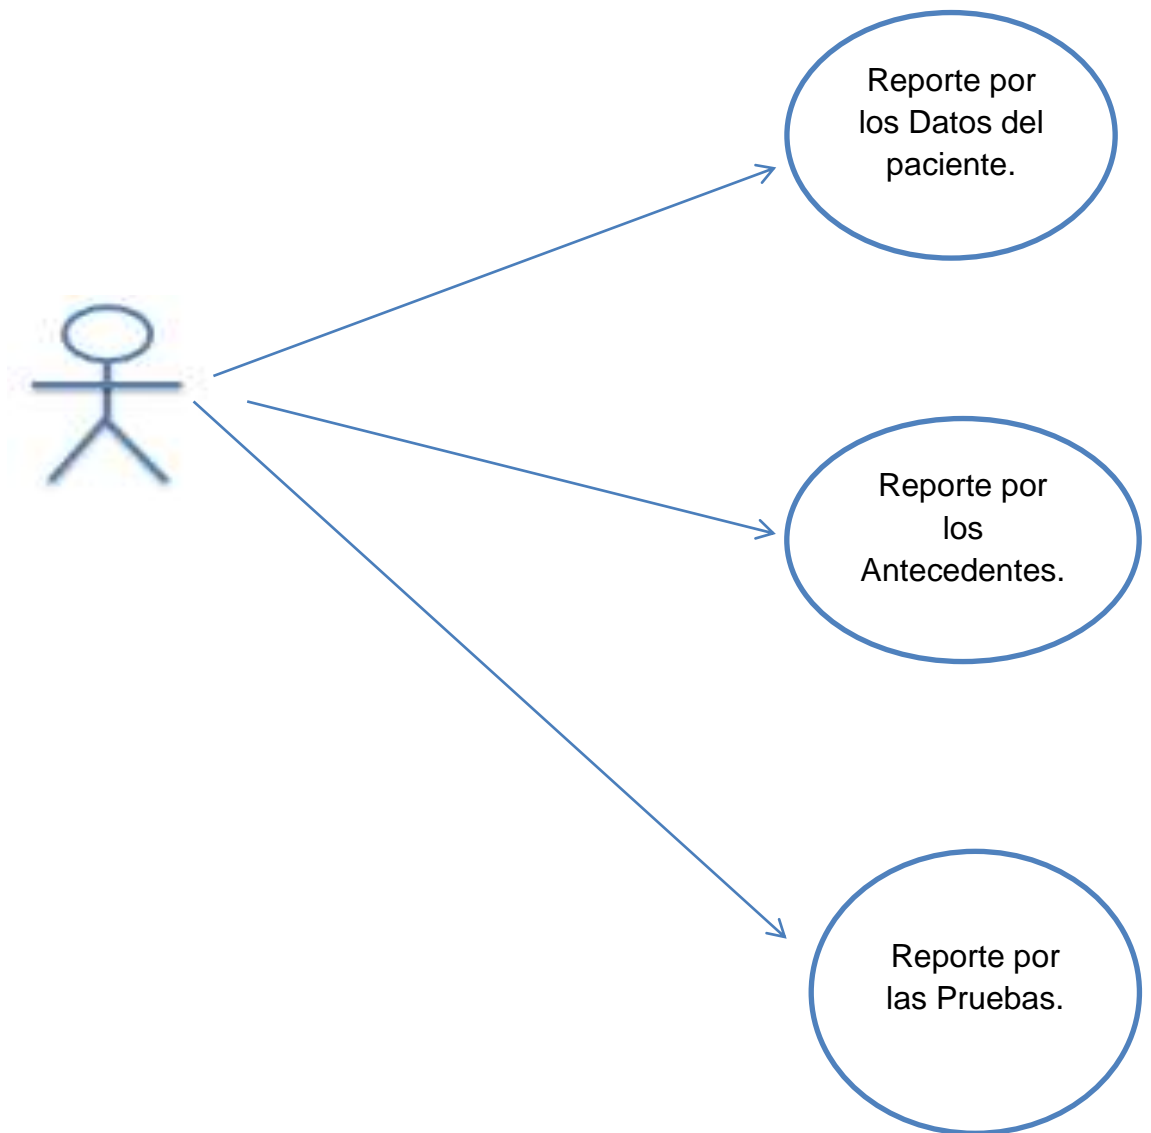 Reporte por
los Datos del
paciente.
Reporte por
los
Antecedentes.
Reporte por
las Pruebas.